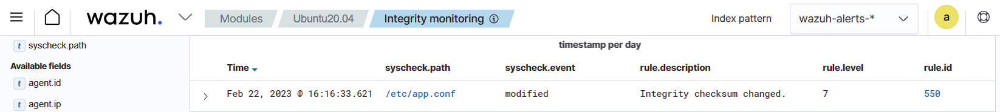 wazuh. Modules Ubuntu20.04 Integrity monitoring Index pattern wazuh-alerts-* a
t syscheck.path
timestamp per day
Available fields
t agent.id
t agent.ip
Time syscheck.path syscheck.event rule.description rule.level rule.id
Feb 22, 2023 @ 16:16:33.621 /etc/app.conf modified Integrity checksum changed. 7 550